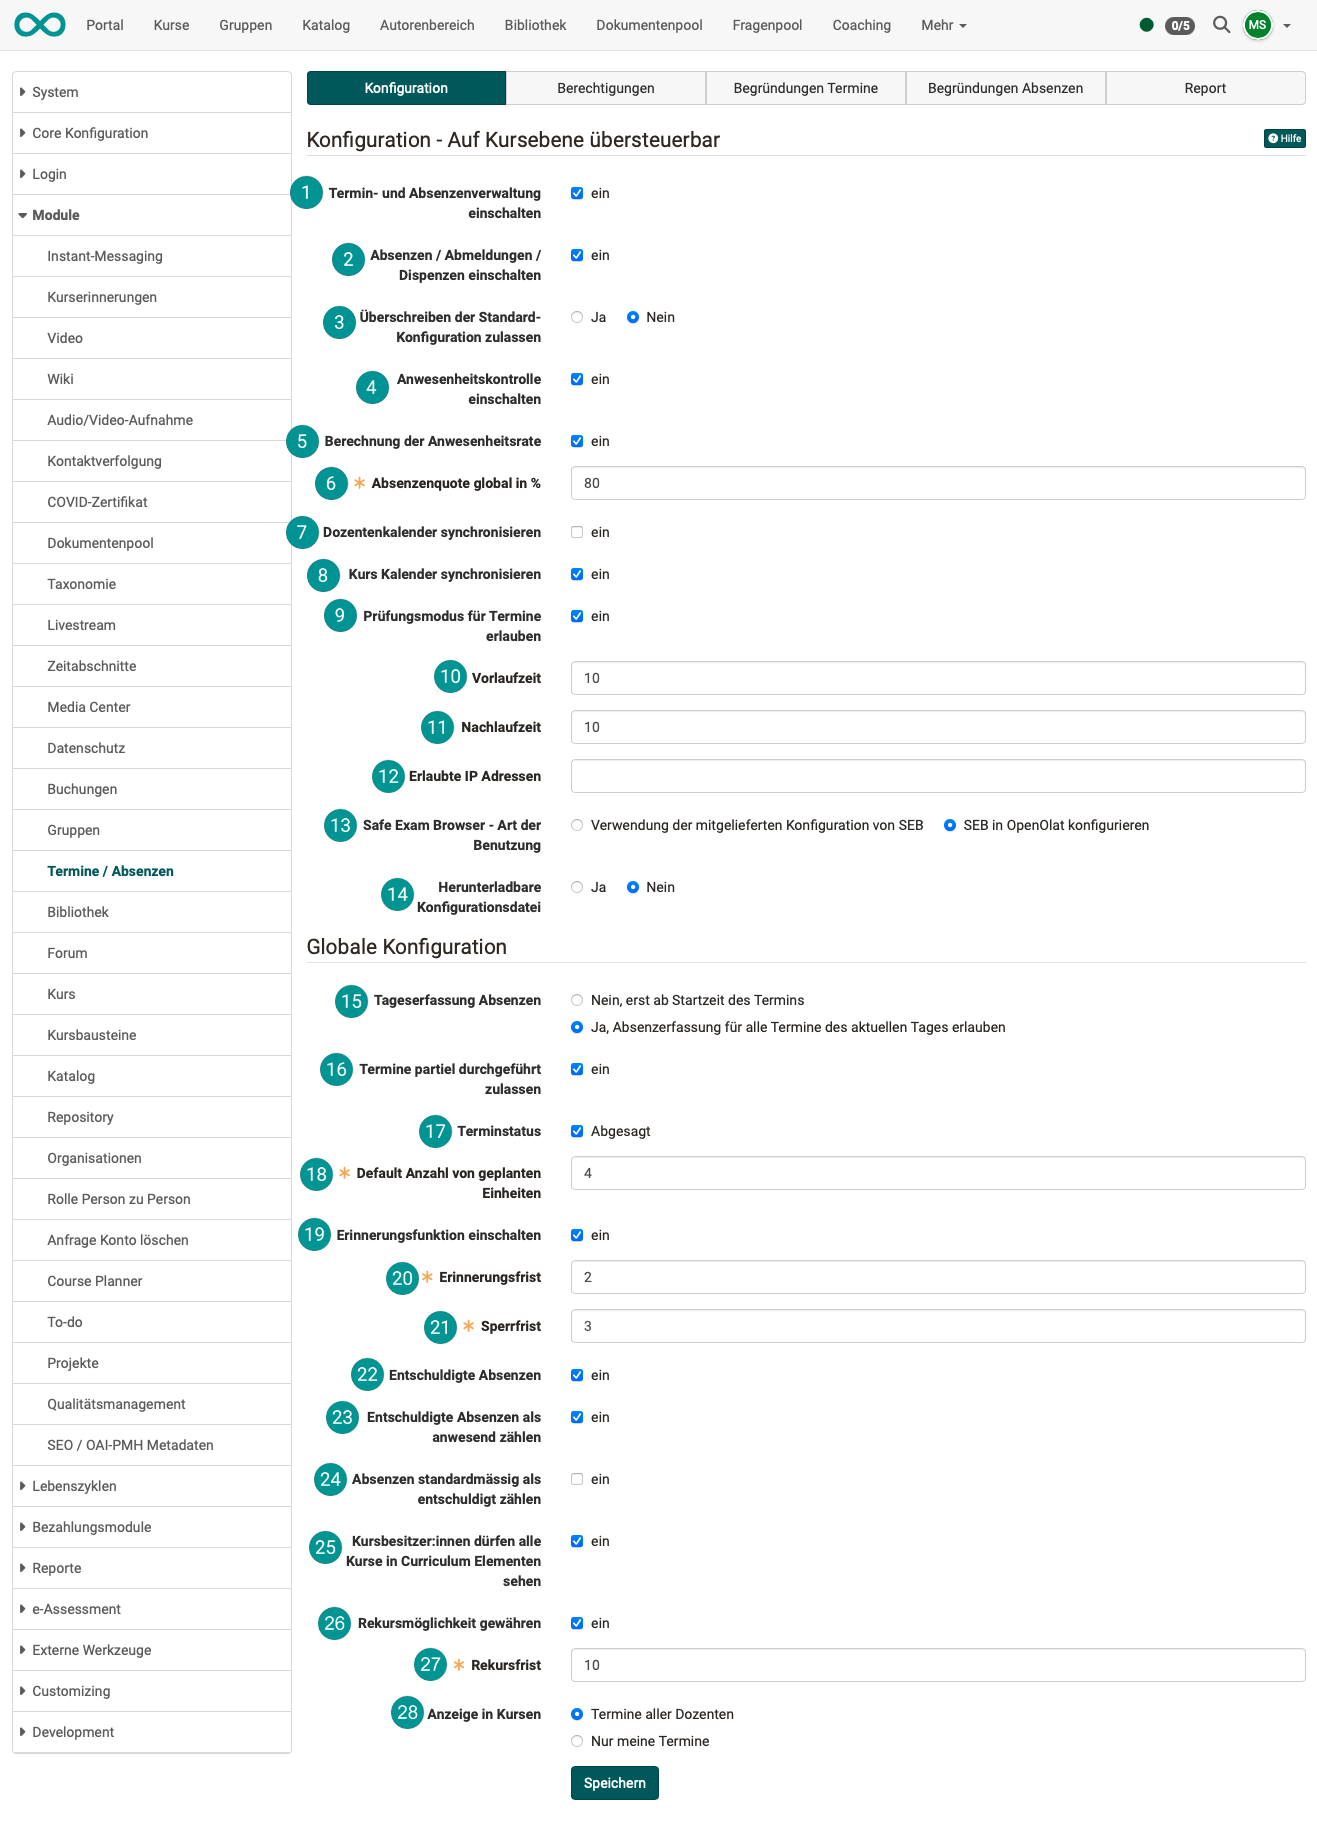 Portal Kurse Gruppen Katalog Autorenbereich Bibliothek Dokumentenpool Fragenpool Coaching Mehr 0/5 MS
System
Core Konfiguration
Login
Module
Instant-Messaging
Kurserinnerungen
Video
Wiki
Audio/Video-Aufnahme
Kontaktverfolgung
COVID-Zertifikat
Dokumentenpool
Taxonomie
Livestream
Zeitabschnitte
Media Center
Datenschutz
Buchungen
Gruppen
Termine / Absenzen
Bibliothek
Forum
Kurs
Kursbausteine
Katalog
Repository
Organisationen
Rolle Person zu Person
Anfrage Konto löschen
Course Planner
To-do
Projekte
Qualitätsmanagement
SEO / OAI-PMH Metadaten
Lebenszyklen
Bezahlungsmodule
Reporte
e-Assessment
Externe Werkzeuge
Customizing
Development
Konfiguration Berechtigungen Begründungen Termine Begründungen Absenzen Report
Konfiguration - Auf Kursebene übersteuerbar Hilfe
1 Termin- und Absenzenverwaltung ein
einschalten
2 Absenzen / Abmeldungen / ein
Dispenzen einschalten
3 Überschreiben der Standard- Ja Nein
Konfiguration zulassen
4 Anwesenheitskontrolle ein
einschalten
5 Berechnung der Anwesenheitsrate ein
6 * Absenzenquote global in % 80
7 Dozentenkalender synchronisieren ein
8 Kurs Kalender synchronisieren ein
9 Prüfungsmodus für Termine ein
erlauben
10 Vorlaufzeit 10
11 Nachlaufzeit 10
12 Erlaubte IP Adressen
13 Safe Exam Browser - Art der Verwendung der mitgelieferten Konfiguration von SEB SEB in OpenOlat konfigurieren
Benutzung
14 Herunterladbare Ja Nein
Konfigurationsdatei
Globale Konfiguration
15 Tageserfassung Absenzen Nein, erst ab Startzeit des Termins
Ja, Absenzerfassung für alle Termine des aktuellen Tages erlauben
16 Termine partiel durchgeführt ein
zulassen
17 Terminstatus Abgesagt
18 * Default Anzahl von geplanten 4
Einheiten
19 Erinnerungsfunktion einschalten ein
20 * Erinnerungsfrist 2
21 * Sperrfrist 3
22 Entschuldigte Absenzen ein
23 Entschuldigte Absenzen als ein
anwesend zählen
24 Absenzen standardmässig als ein
entschuldigt zählen
25 Kursbesitzer:innen dürfen alle ein
Kurse in Curriculum Elementen
sehen
26 Rekursmöglichkeit gewähren ein
27 * Rekursfrist 10
28 Anzeige in Kursen Termine aller Dozenten
Nur meine Termine
Speichern